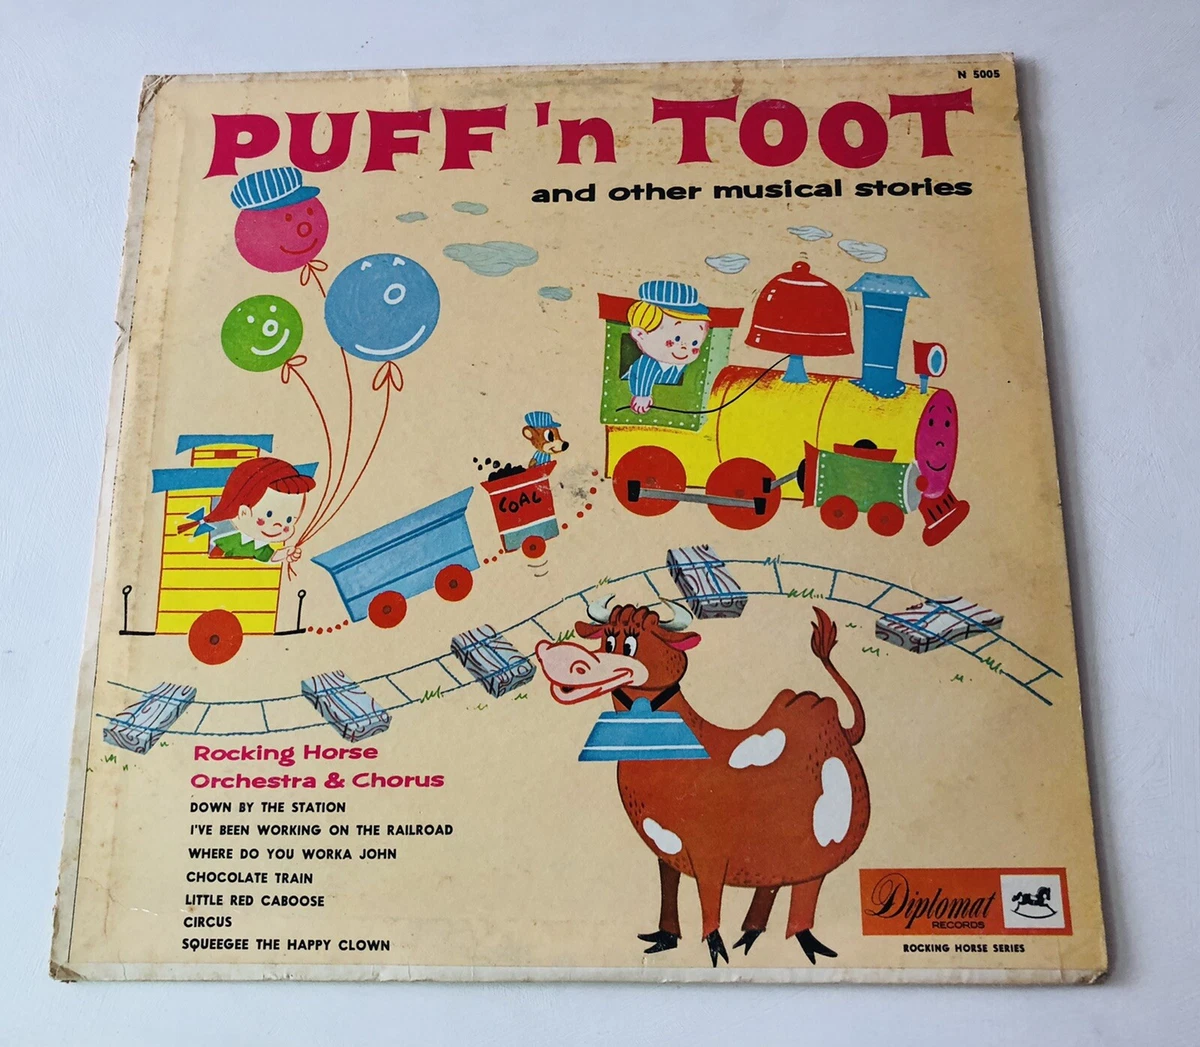 N 5005
PUFF 'n TOOT
and other musical stories
COAL
Rocking Horse
Orchestra & Chorus
DOWN BY THE STATION
I'VE BEEN WORKING ON THE RAILROAD
WHERE DO YOU WORKA JOHN
CHOCOLATE TRAIN
LITTLE RED CABOOSE
CIRCUS
SQUEEGEE THE HAPPY CLOWN
Diplomat
RECORDS
ROCKING HORSE SERIES